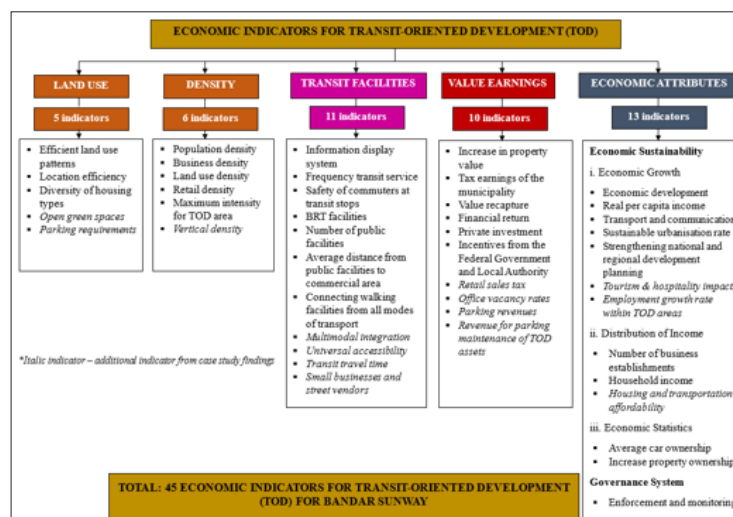 ECONOMIC INDICATORS FOR TRANSIT-ORIENTED DEVELOPMENT (TOD)
LAND USE
5 indicators
Efficient land use
patterns
Location efficiency
Diversity of housing
types
Open green spaces
Parking requirements
DENSITY
6 indicators
Population density
Business density
Land use density
Retail density
Maximum intensity
for TOD area
Vertical density
TRANSIT FACILITIES
11 indicators
Information display
system
Frequency transit service
Safety of commuters at
transit stops
BRT facilities
Number of public
facilities
Average distance from
public facilities to
commercial area
Connecting walking
facilities from all modes
of transport
Multimodal integration
Universal accessibility
Transit travel time
Small businesses and
street vendors
VALUE EARNINGS
10 indicators
Increase in property
value
Tax earnings of the
municipality
Value recapture
Financial return
Private investment
Incentives from the
Federal Government
and Local Authority
Retail sales tax
Office vacancy rates
Parking revenues
Revenue for parking
maintenance of TOD
assets
ECONOMIC ATTRIBUTES
13 indicators
Economic Sustainability
i. Economic Growth
Economic development
Real per capita income
Transport and communication
Sustainable urbanisation rate
Strengthening national and
regional development
planning
Tourism & hospitality impact
Employment growth rate
within TOD areas
ii. Distribution of Income
Number of business
establishments
Household income
Housing and transportation
affordability
iii. Economic Statistics
Average car ownership
Increase property ownership
Governance System
Enforcement and monitoring
*Italic indicator – additional indicator from case study findings
TOTAL: 45 ECONOMIC INDICATORS FOR TRANSIT-ORIENTED DEVELOPMENT
(TOD) FOR BANDAR SUNWAY